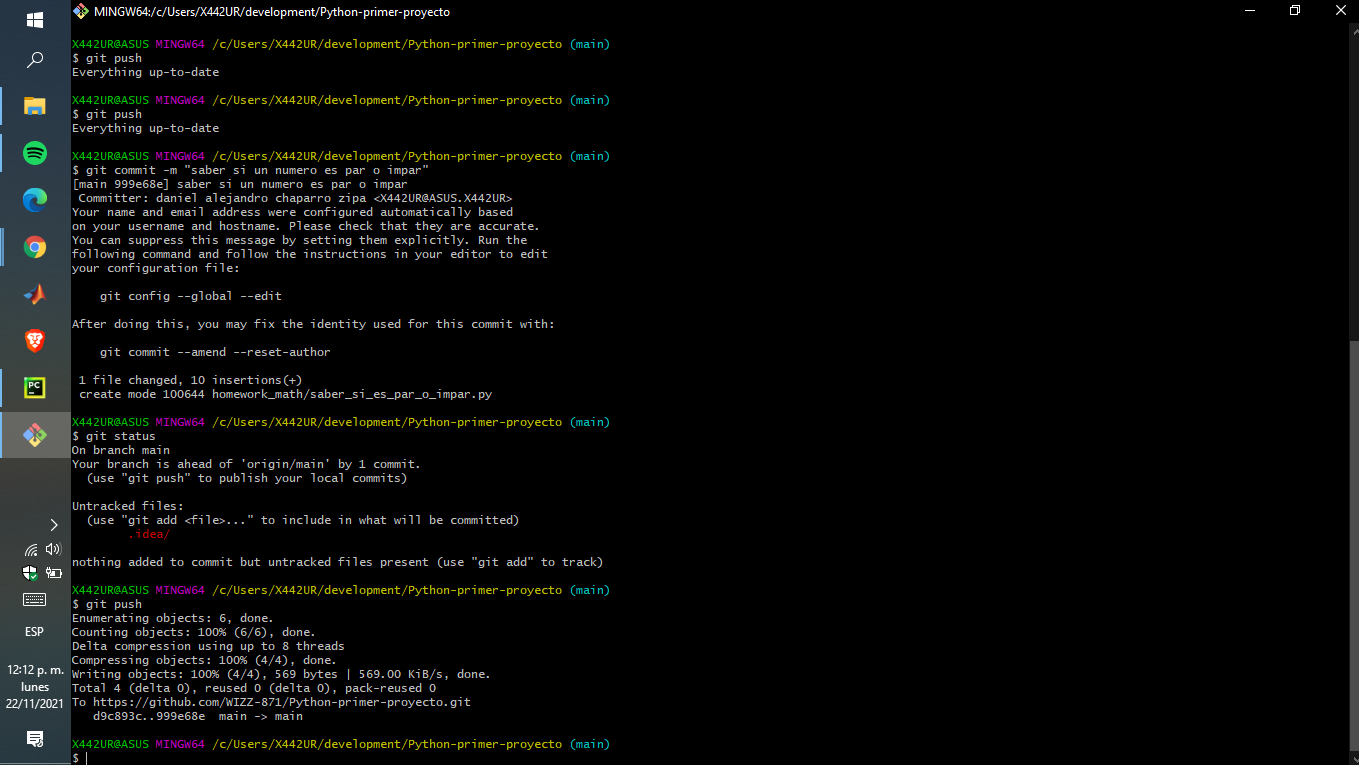 MINGW64:/c/Users/X442UR/development/Python-primer-proyecto
X442UR@ASUS MINGW64 /c/Users/X442UR/development/Python-primer-proyecto (main)
$ git push
Everything up-to-date
X442UR@ASUS MINGW64 /c/Users/X442UR/development/Python-primer-proyecto (main)
$ git push
Everything up-to-date
X442UR@ASUS MINGW64 /c/Users/X442UR/development/Python-primer-proyecto (main)
$ git commit -m "saber si un numero es par o impar"
[main 999e68e] saber si un numero es par o impar
Committer: daniel alejandro chaparro zipa <X442UR@ASUS.X442UR>
Your name and email address were configured automatically based
on your username and hostname. Please check that they are accurate.
You can suppress this message by setting them explicitly. Run the
following command and follow the instructions in your editor to edit
your configuration file:
git config --global --edit
After doing this, you may fix the identity used for this commit with:
git commit --amend --reset-author
1 file changed, 10 insertions(+)
create mode 100644 homework_math/saber_si_es_par_o_impar.py
X442UR@ASUS MINGW64 /c/Users/X442UR/development/Python-primer-proyecto (main)
$ git status
On branch main
Your branch is ahead of 'origin/main' by 1 commit.
(use "git push" to publish your local commits)
Untracked files:
(use "git add <file>..." to include in what will be committed)
.idea/
nothing added to commit but untracked files present (use "git add" to track)
X442UR@ASUS MINGW64 /c/Users/X442UR/development/Python-primer-proyecto (main)
$ git push
Enumerating objects: 6, done.
Counting objects: 100% (6/6), done.
Delta compression using up to 8 threads
Compressing objects: 100% (4/4), done.
Writing objects: 100% (4/4), 569 bytes | 569.00 KiB/s, done.
Total 4 (delta 0), reused 0 (delta 0), pack-reused 0
To https://github.com/WIZZ-871/Python-primer-proyecto.git
d9c893c..999e68e  main -> main
X442UR@ASUS MINGW64 /c/Users/X442UR/development/Python-primer-proyecto (main)
$
PC
ESP
12:12 p. m.
lunes
22/11/2021